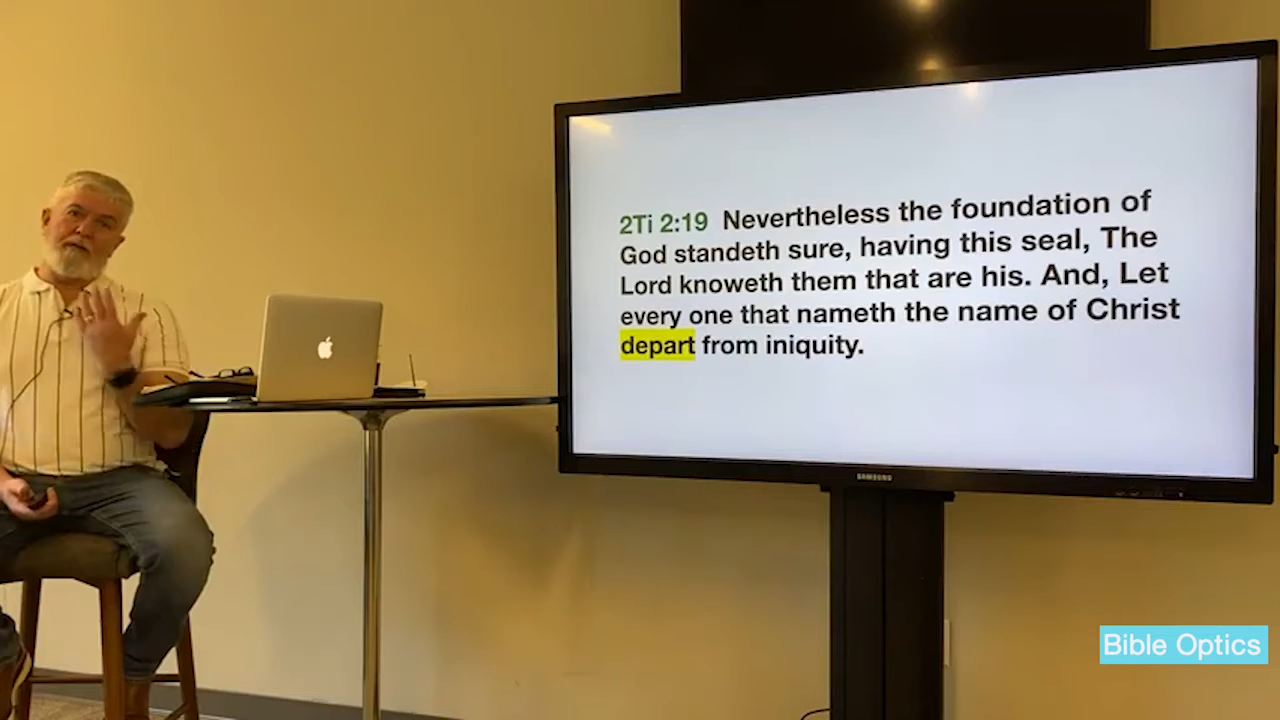 2Ti 2:19 Nevertheless the foundation of
God standeth sure, having this seal, The
Lord knoweth them that are his. And, Let
every one that nameth the name of Christ
depart from iniquity.
SAMSUNG
Bible Optics